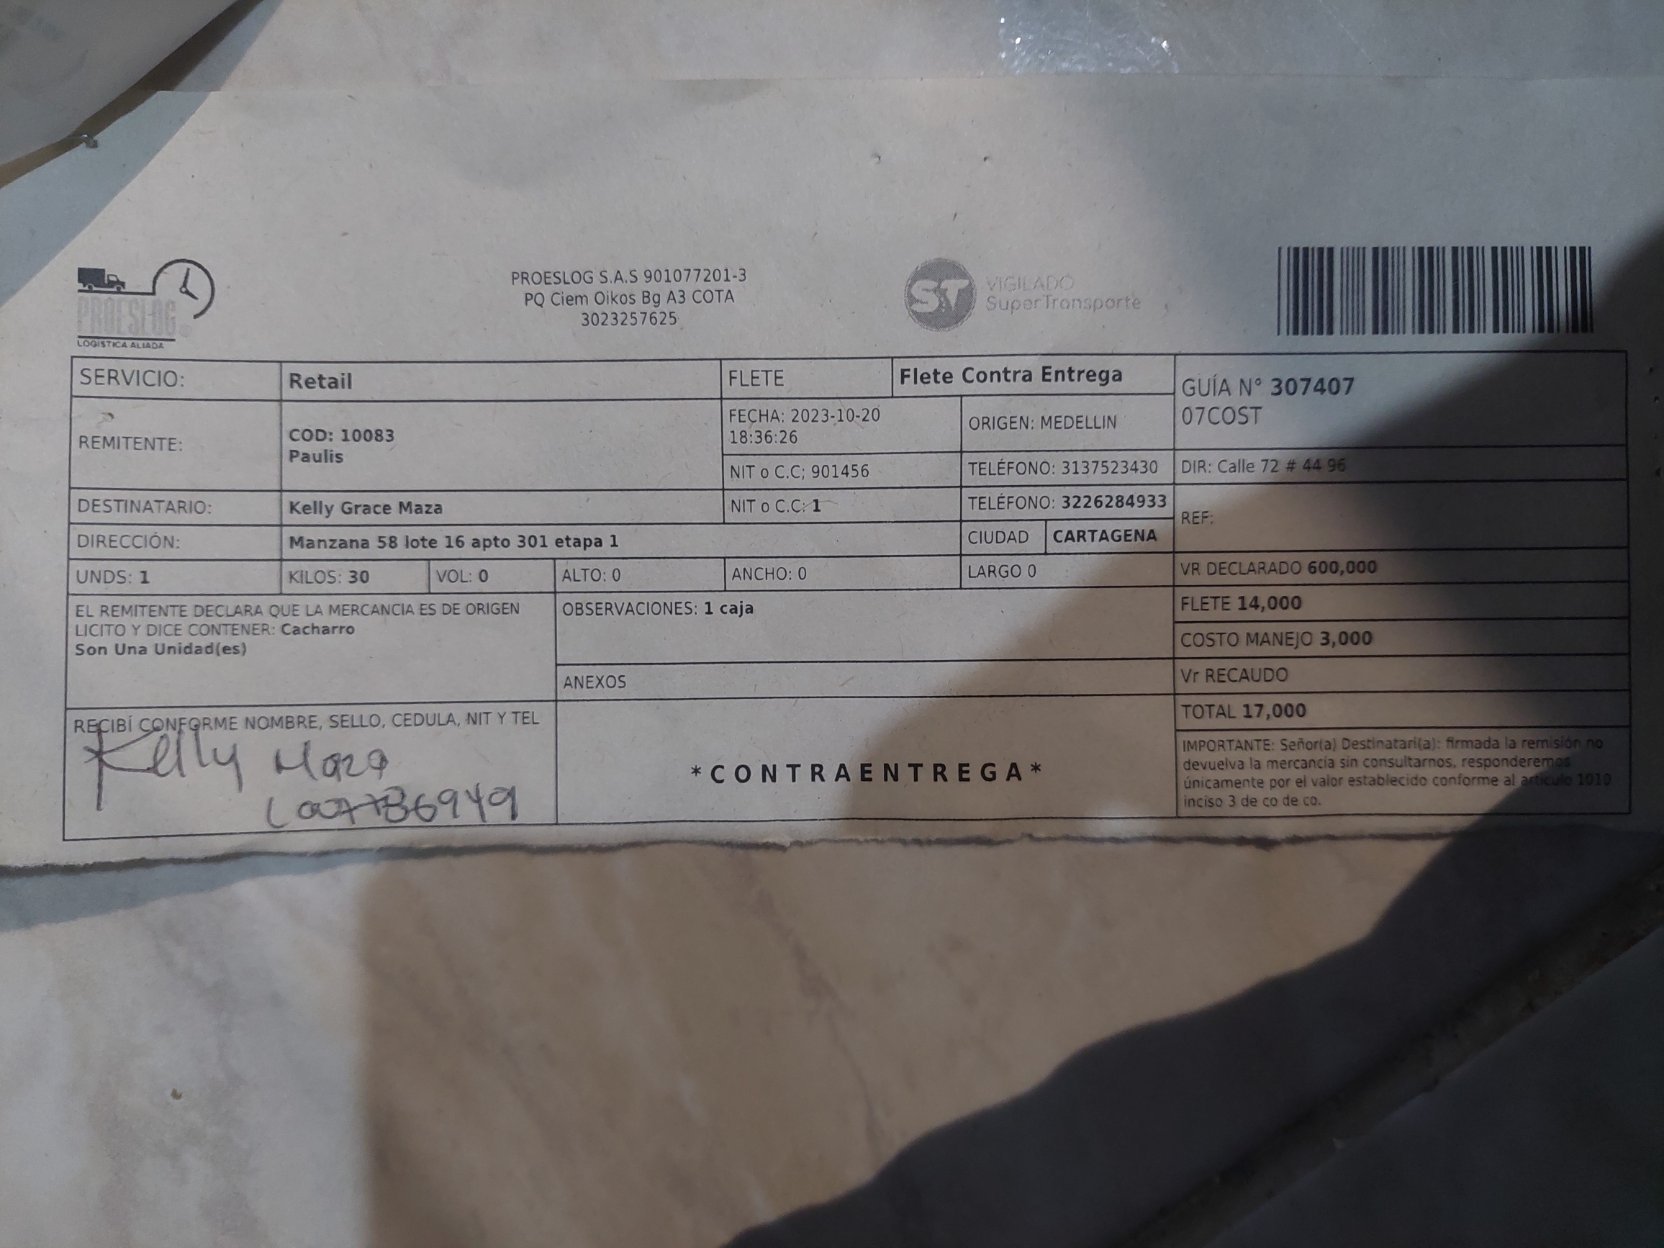 PROESLOG
LOGISTICA ALIADA
PROESLOG S.A.S 901077201-3
PQ Ciem Oikos Bg A3 COTA
3023257625
ST
VIGILADO
SuperTransporte
SERVICIO: Retail FLETE Flete Contra Entrega
GUÍA N° 307407
07COST
REMITENTE: COD: 10083
Paulis
FECHA: 2023-10-20
18:36:26
ORIGEN: MEDELLIN
NIT o C.C; 901456 TELÉFONO: 3137523430 DIR: Calle 72 # 44 96
DESTINATARIO: Kelly Grace Maza NIT o C.C: 1 TELÉFONO: 3226284933
REF:
DIRECCIÓN: Manzana 58 lote 16 apto 301 etapa 1 CIUDAD CARTAGENA
UNDS: 1 KILOS: 30 VOL: 0 ALTO: 0 ANCHO: 0 LARGO 0 VR DECLARADO 600,000
EL REMITENTE DECLARA QUE LA MERCANCIA ES DE ORIGEN
LICITO Y DICE CONTENER: Cacharro
Son Una Unidad(es)
OBSERVACIONES: 1 caja
FLETE 14,000
COSTO MANEJO 3,000
ANEXOS
Vr RECAUDO
TOTAL 17,000
RECIBÍ CONFORME NOMBRE, SELLO, CEDULA, NIT Y TEL
Kelly Maza
*CONTRAENTREGA*
IMPORTANTE: Señor(a) Destinatari(a): firmada la remisión no
devuelva la mercancia sin consultarnos, responderemos
únicamente por el valor establecido conforme al artículo 1010
inciso 3 de co de co.